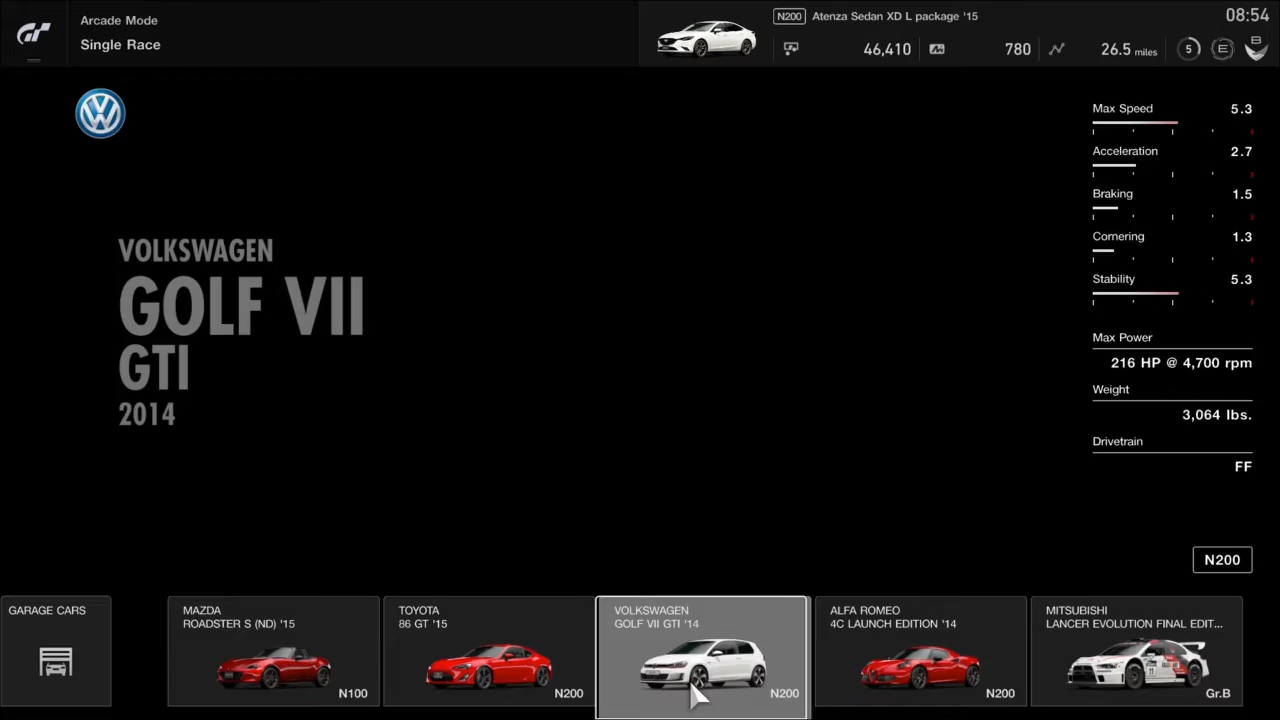 Arcade Mode
Single Race
N200 Atenza Sedan XD L package '15
08:54
46,410 780 26.5 miles 5 E B
Max Speed 5.3
Acceleration 2.7
Braking 1.5
Cornering 1.3
Stability 5.3
Max Power
216 HP @ 4,700 rpm
Weight
3,064 lbs.
Drivetrain
FF
VOLKSWAGEN
GOLF VII
GTI
2014
N200
GARAGE CARS
MAZDA
ROADSTER S (ND) '15
N100
TOYOTA
86 GT '15
N200
VOLKSWAGEN
GOLF VII GTI '14
N200
ALFA ROMEO
4C LAUNCH EDITION '14
N200
MITSUBISHI
LANCER EVOLUTION FINAL EDIT...
Gr.B